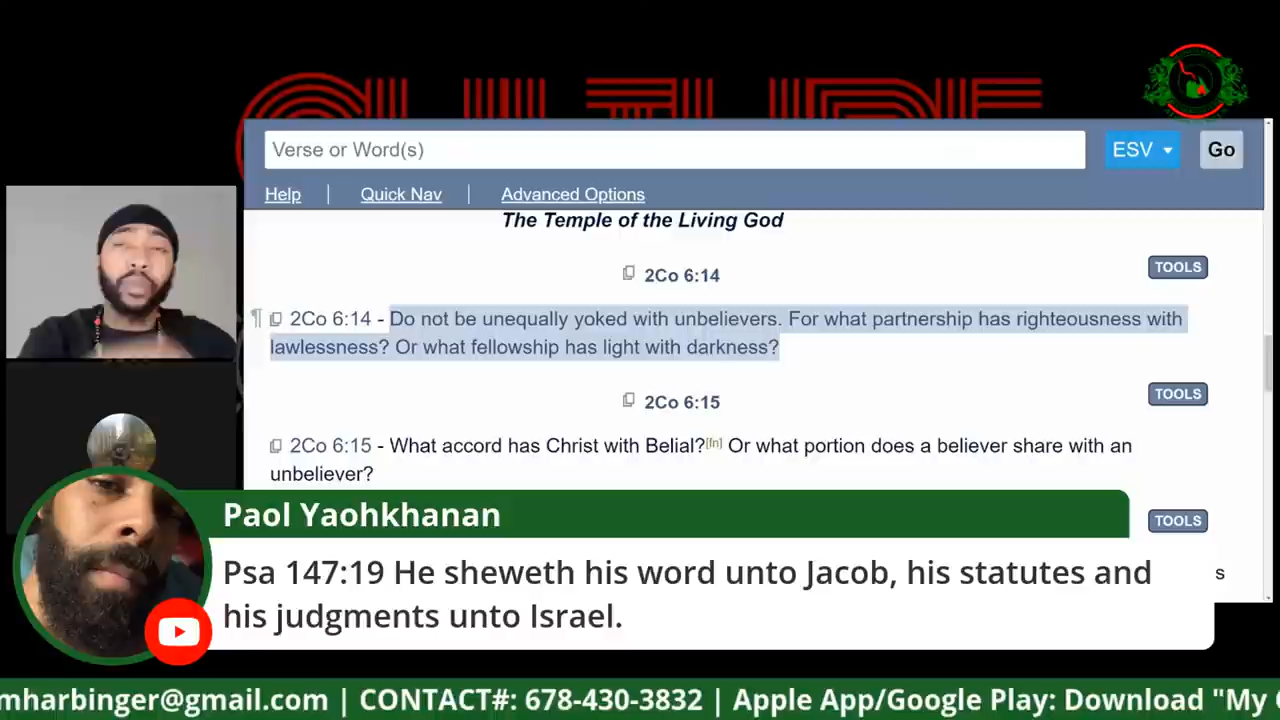 CULTURE
Verse or Word(s)
ESV
Go
Help | Quick Nav | Advanced Options
The Temple of the Living God
2Co 6:14
TOOLS
¶ 2Co 6:14 - Do not be unequally yoked with unbelievers. For what partnership has righteousness with
lawlessness? Or what fellowship has light with darkness?
2Co 6:15
TOOLS
2Co 6:15 - What accord has Christ with Belial?[fn] Or what portion does a believer share with an
unbeliever?
TOOLS
s
Paol Yaohkhanan
Psa 147:19 He sheweth his word unto Jacob, his statutes and
his judgments unto Israel.
mharbinger@gmail.com | CONTACT#: 678-430-3832 | Apple App/Google Play: Download "My C